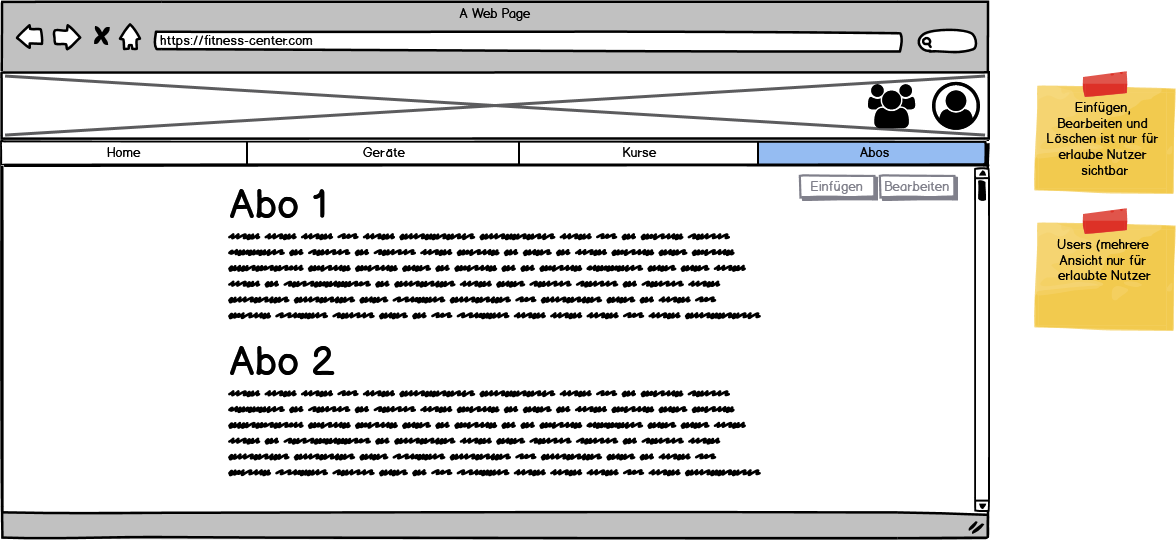 A Web Page
https://fitness-center.com
Home
Geräte
Kurse
Abos
Einfügen
Bearbeiten
Abo 1
Abo 2
Einfügen,
Bearbeiten und
Löschen ist nur für
erlaube Nutzer
sichtbar
Users (mehrere
Ansicht nur für
erlaubte Nutzer